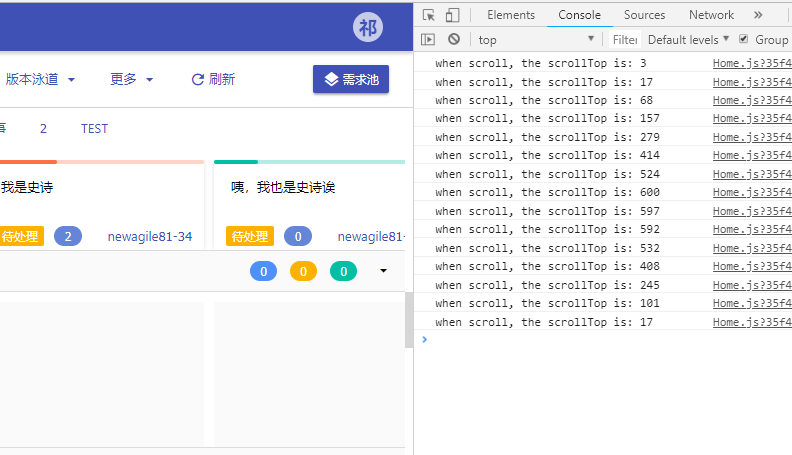 祁
版本泳道 更多 刷新 需求池
事 2 TEST
我是史诗
待处理 2 newagile81-34
咦，我也是史诗诶
待处理 0 newagile81-
0 0 0
Elements Console Sources Network »
top Filter Default levels Group
when scroll, the scrollTop is: 3 Home.js?35f4
when scroll, the scrollTop is: 17 Home.js?35f4
when scroll, the scrollTop is: 68 Home.js?35f4
when scroll, the scrollTop is: 157 Home.js?35f4
when scroll, the scrollTop is: 279 Home.js?35f4
when scroll, the scrollTop is: 414 Home.js?35f4
when scroll, the scrollTop is: 524 Home.js?35f4
when scroll, the scrollTop is: 600 Home.js?35f4
when scroll, the scrollTop is: 597 Home.js?35f4
when scroll, the scrollTop is: 592 Home.js?35f4
when scroll, the scrollTop is: 532 Home.js?35f4
when scroll, the scrollTop is: 408 Home.js?35f4
when scroll, the scrollTop is: 245 Home.js?35f4
when scroll, the scrollTop is: 101 Home.js?35f4
when scroll, the scrollTop is: 17 Home.js?35f4